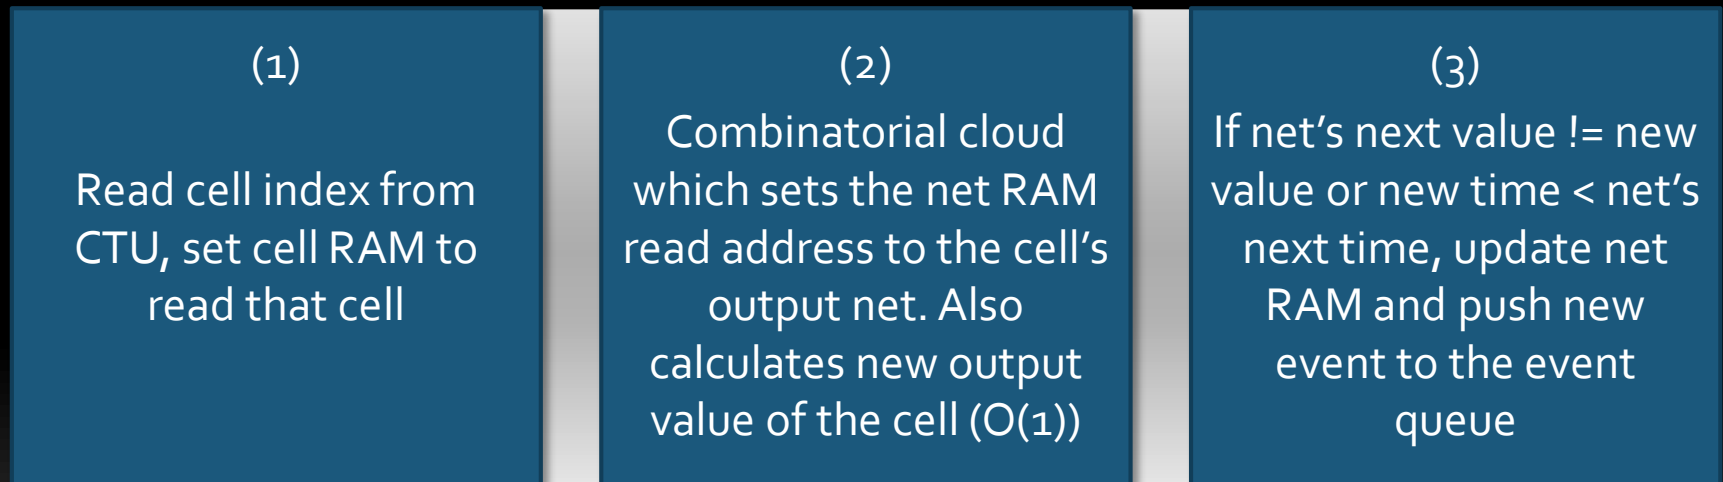 (1)
Read cell index from
CTU, set cell RAM to
read that cell
(2)
Combinatorial cloud
which sets the net RAM
read address to the cell’s
output net. Also
calculates new output
value of the cell (O(1))
(3)
If net’s next value != new
value or new time < net’s
next time, update net
RAM and push new
event to the event
queue